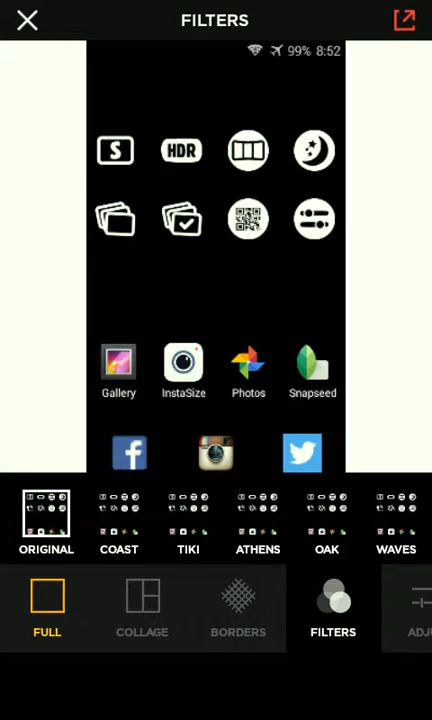 FILTERS
99% 8:52
S HDR
Gallery InstaSize Photos Snapseed
ORIGINAL COAST TIKI ATHENS OAK WAVES
FULL COLLAGE BORDERS FILTERS ADJ